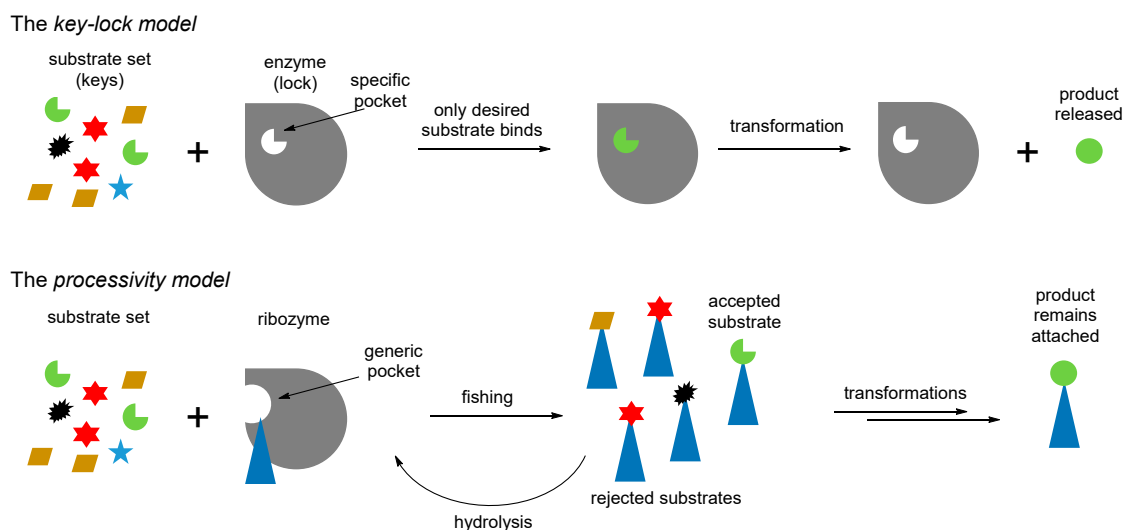 The key-lock model
substrate set
(keys)
enzyme
(lock)
specific
pocket
only desired
substrate binds
transformation
product
released
+
+
The processivity model
substrate set
ribozyme
generic
pocket
fishing
hydrolysis
accepted
substrate
rejected substrates
transformations
product
remains
attached
+